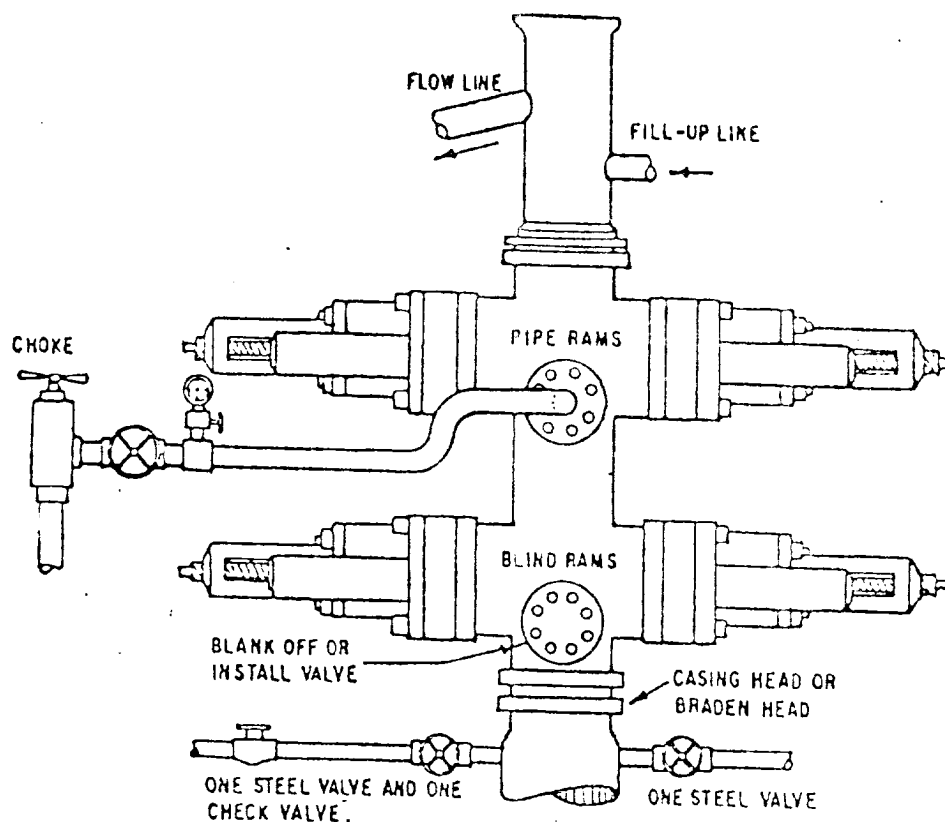 FLOW LINE
FILL-UP LINE
CHOKE
PIPE RAMS
BLIND RAMS
BLANK OFF OR
INSTALL VALVE
CASING HEAD OR
BRADEN HEAD
ONE STEEL VALVE AND ONE
CHECK VALVE.
ONE STEEL VALVE